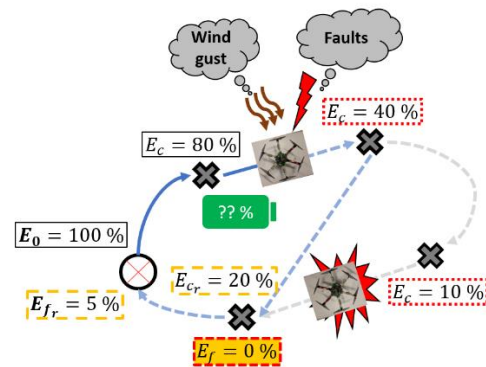 Wind
gust
Faults
E_c = 40 %
E_c = 80 %
?? %
E_0 = 100 %
E_{c_r} = 20 %
E_{f_r} = 5 %
E_c = 10 %
E_f = 0 %